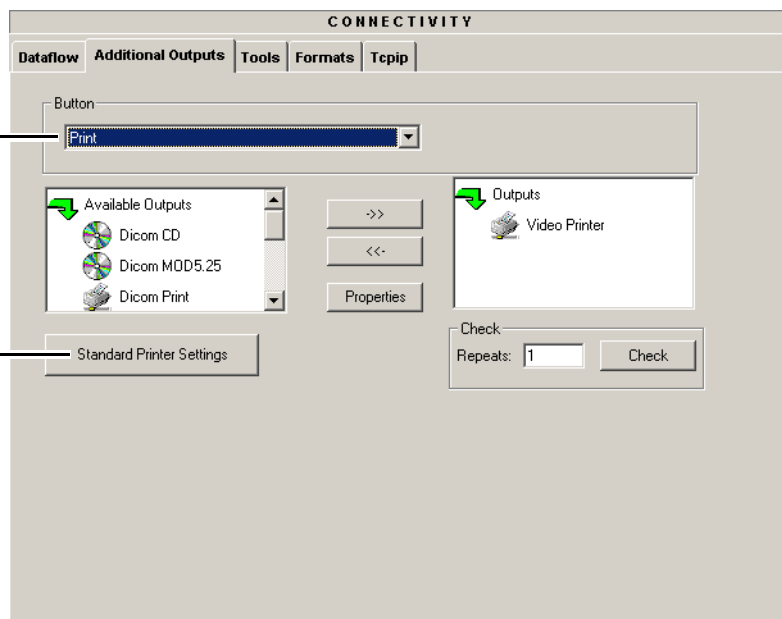 CONNECTIVITY
Dataflow Additional Outputs Tools Formats Tcpip
Button
Print
Available Outputs
Dicom CD
Dicom MOD5.25
Dicom Print
->>
<<-
Properties
Outputs
Video Printer
Standard Printer Settings
Check
Repeats: 1 Check